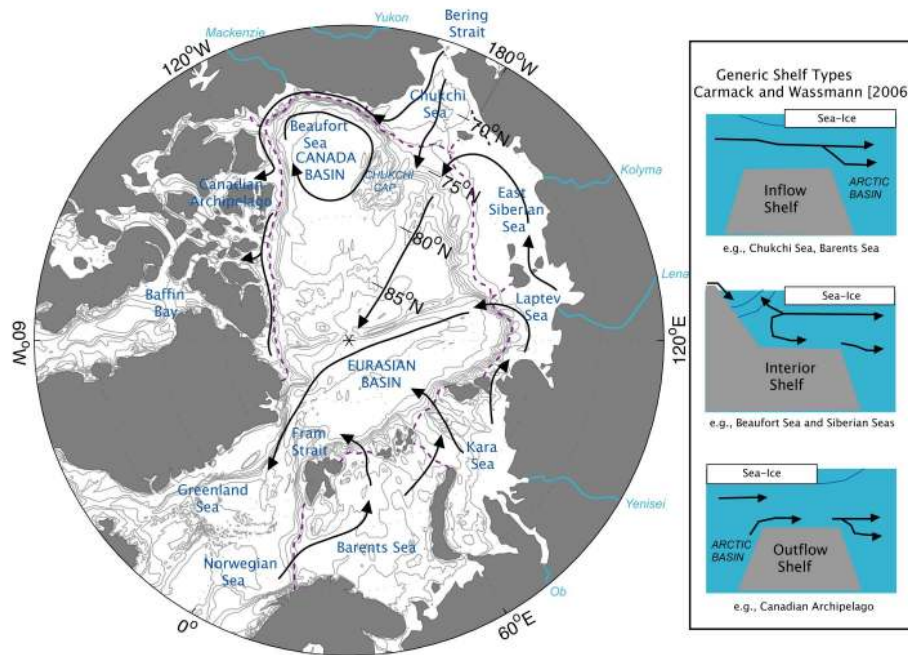 Bering
Strait
Yukon
Mackenzie
120°W
180°W
Chukchi
Sea
70°N
Beaufort
Sea
CANADA
BASIN
CHUKCHI
CAP
75°N
Kolyma
Canadian
Archipelago
East
Siberian
Sea
80°N
Lena
85°N
Baffin
Bay
Laptev
Sea
60°W
120°E
EURASIAN
BASIN
Fram
Strait
Kara
Sea
Greenland
Sea
Yenisei
Barents Sea
Norwegian
Sea
Ob
0°
60°E
Generic Shelf Types
Carmack and Wassmann [2006
Sea-Ice
ARCTIC
BASIN
Inflow
Shelf
e.g., Chukchi Sea, Barents Sea
Sea-Ice
Interior
Shelf
e.g., Beaufort Sea and Siberian Seas
Sea-Ice
ARCTIC
BASIN
Outflow
Shelf
e.g., Canadian Archipelago